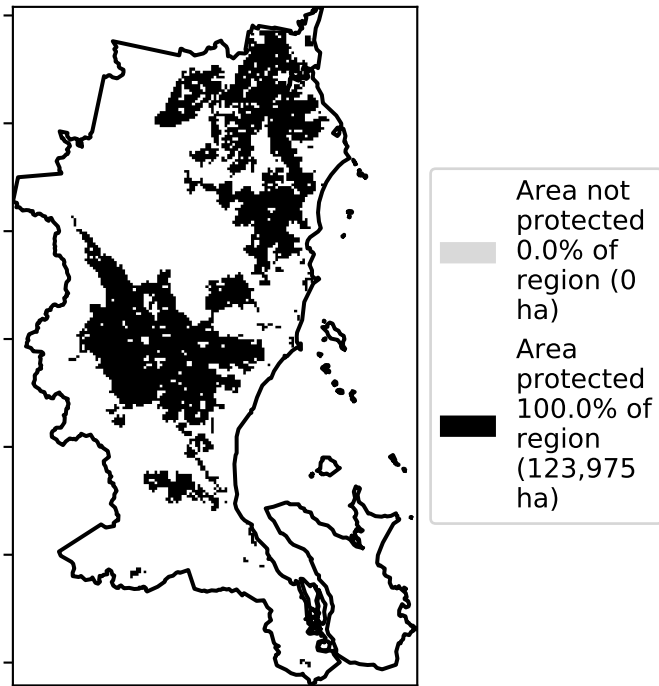 Area not
protected
0.0% of
region (0
ha)
Area
protected
100.0% of
region
(123,975
ha)